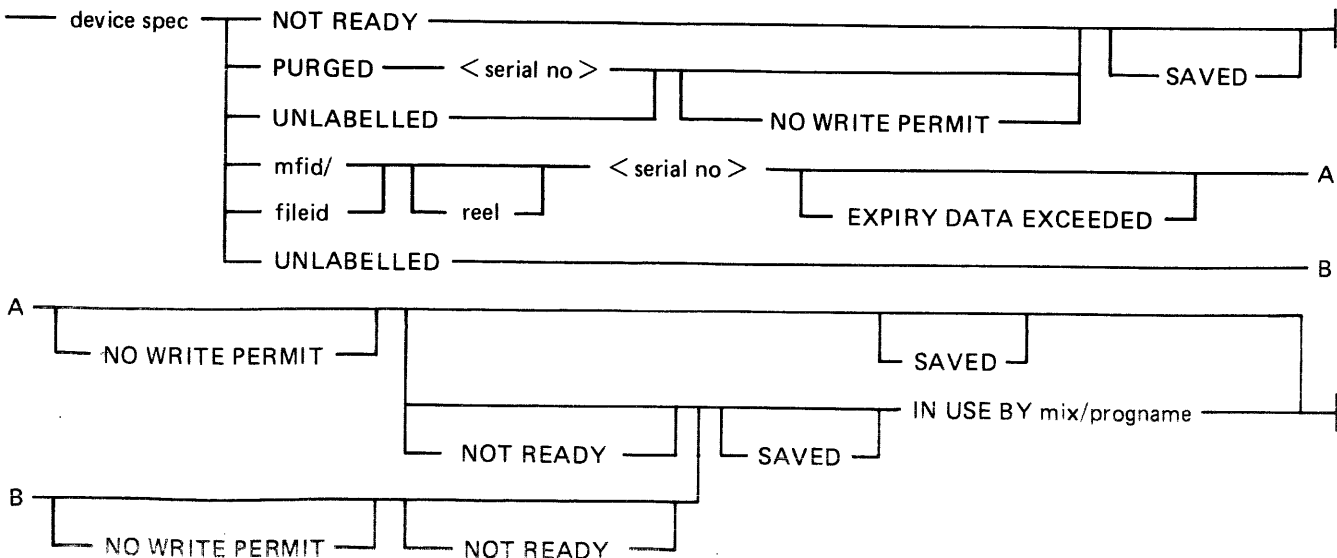 device spec NOT READY
PURGED < serial no > SAVED
UNLABELLED NO WRITE PERMIT
mfid/ < serial no > A
fileid reel EXPIRY DATA EXCEEDED
UNLABELLED B
A
NO WRITE PERMIT SAVED
IN USE BY mix/progname
NOT READY SAVED
B
NO WRITE PERMIT NOT READY